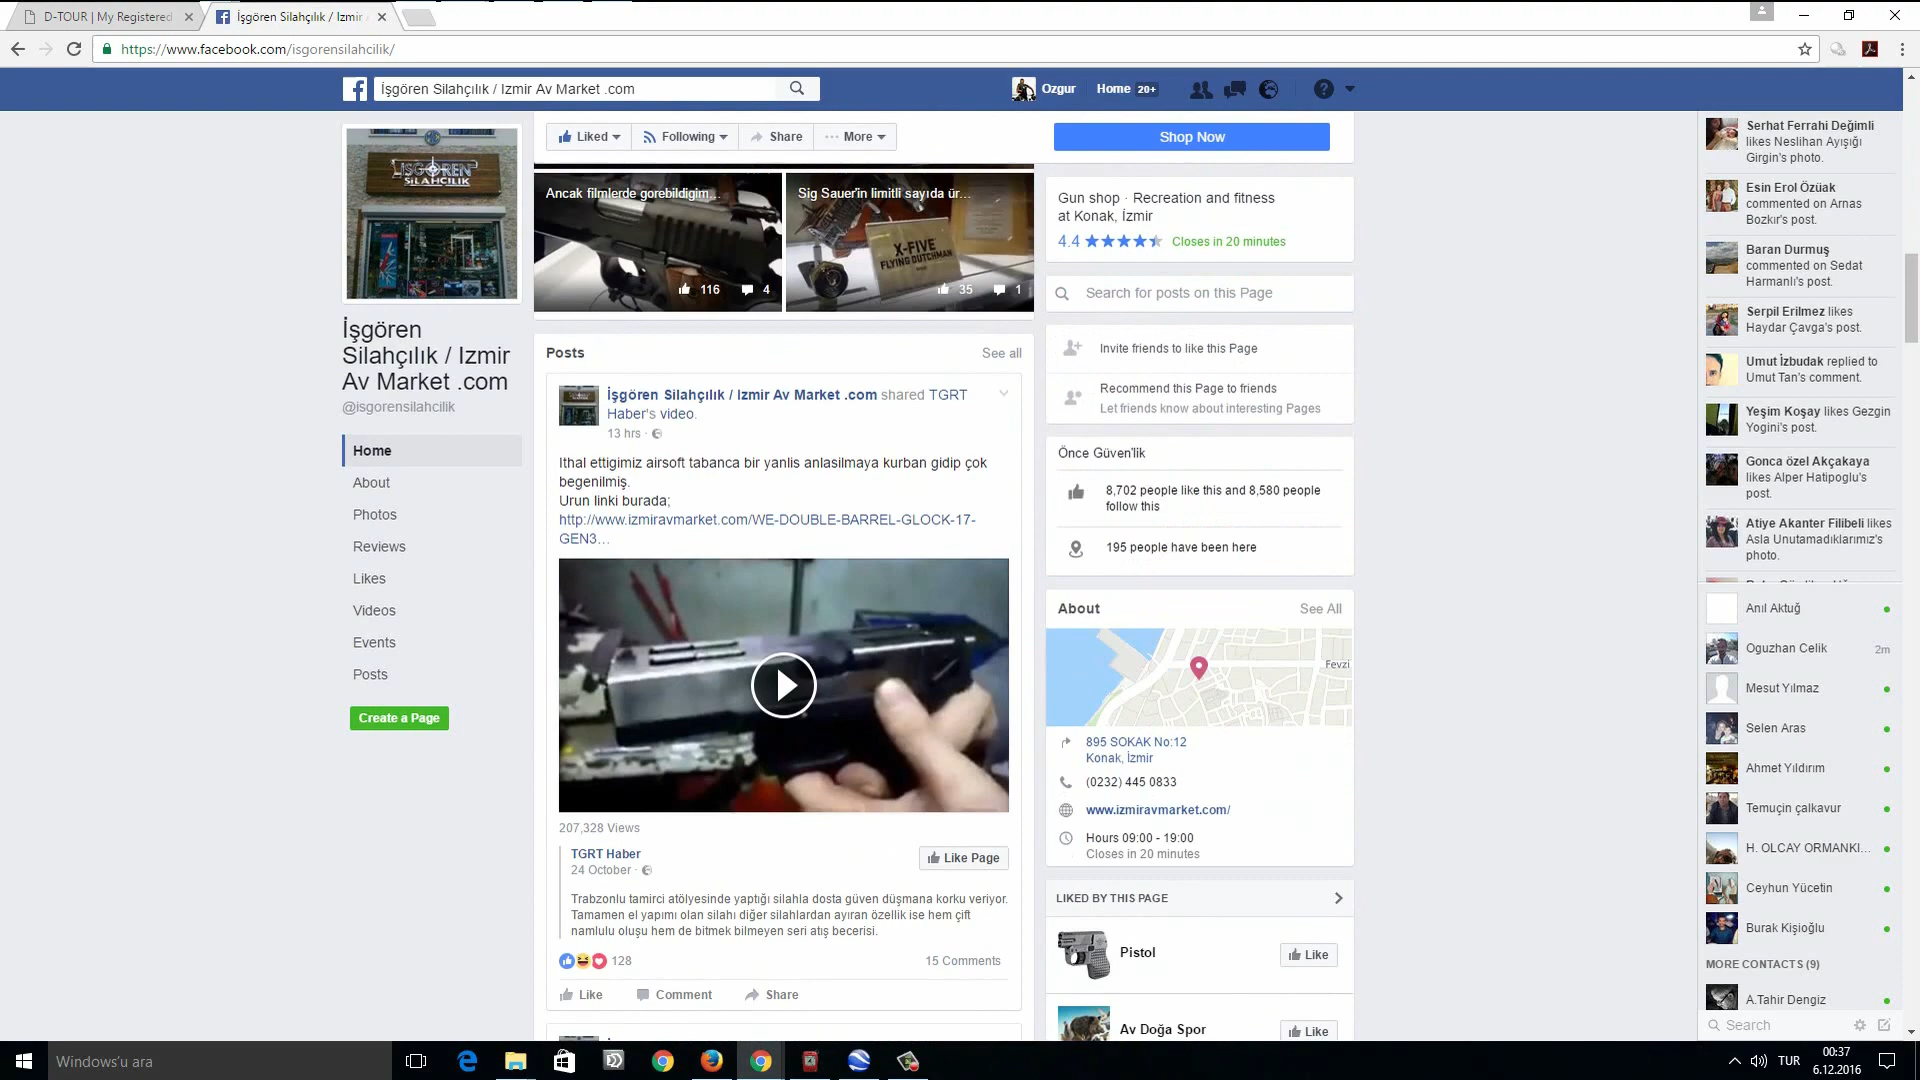 D-TOUR | My Registered
İşgören Silahçılık / Izmir
https://www.facebook.com/isgorensilahcilik/
İşgören Silahçılık / Izmir Av Market .com
Ozgur
Home 20+
İŞGÖREN
SİLAHÇILIK
İşgören
Silahçılık / Izmir
Av Market .com
@isgorensilahcilik
Home
About
Photos
Reviews
Likes
Videos
Events
Posts
Create a Page
Liked
Following
Share
More
Shop Now
Ancak filmlerde gorebildigim...
116 4
Sig Sauer'in limitli sayıda ür...
X-FIVE
FLYING DUTCHMAN
35 1
Posts
See all
İşgören Silahçılık / Izmir Av Market .com shared TGRT
Haber's video.
13 hrs ·
Ithal ettigimiz airsoft tabanca bir yanlis anlasilmaya kurban gidip çok
begenilmiş.
Urun linki burada;
http://www.izmiravmarket.com/WE-DOUBLE-BARREL-GLOCK-17-
GEN3...
207,328 Views
TGRT Haber
24 October ·
Like Page
Trabzonlu tamirci atölyesinde yaptığı silahla dosta güven düşmana korku veriyor.
Tamamen el yapımı olan silahı diğer silahlardan ayıran özellik ise hem çift
namlulu oluşu hem de bitmek bilmeyen seri atış becerisi.
128
15 Comments
Like
Comment
Share
Gun shop · Recreation and fitness
at Konak, İzmir
4.4
Closes in 20 minutes
Search for posts on this Page
Invite friends to like this Page
Recommend this Page to friends
Let friends know about interesting Pages
Önce Güven'lik
8,702 people like this and 8,580 people
follow this
195 people have been here
About
See All
Fevzi
895 SOKAK No:12
Konak, İzmir
(0232) 445 0833
www.izmiravmarket.com/
Hours 09:00 - 19:00
Closes in 20 minutes
LIKED BY THIS PAGE
Pistol
Like
Av Doğa Spor
Like
Serhat Ferrahi Değimli
likes Neslihan Ayışığı
Girgin's photo.
Esin Erol Özüak
commented on Arnas
Bozkır's post.
Baran Durmuş
commented on Sedat
Harmanlı's post.
Serpil Erilmez likes
Haydar Çavga's photo.
Umut İzbudak replied to
Umut Tan's comment.
Yeşim Koşay likes Gezgin
Yogini's post.
Gonca özel Akçakaya
likes Alper Hatipoglu's
post.
Atiye Akanter Filibeli likes
Asla Unutamadıklarımız's
photo.
Anıl Aktuğ
Oguzhan Celik 2m
Mesut Yılmaz
Selen Aras
Ahmet Yıldırım
Temuçin çalkavur
H. OLCAY ORMANKI...
Ceyhun Yücetin
Burak Kişioğlu
MORE CONTACTS (9)
A.Tahir Dengiz
Search
Windows'u ara
TUR
00:37
6.12.2016